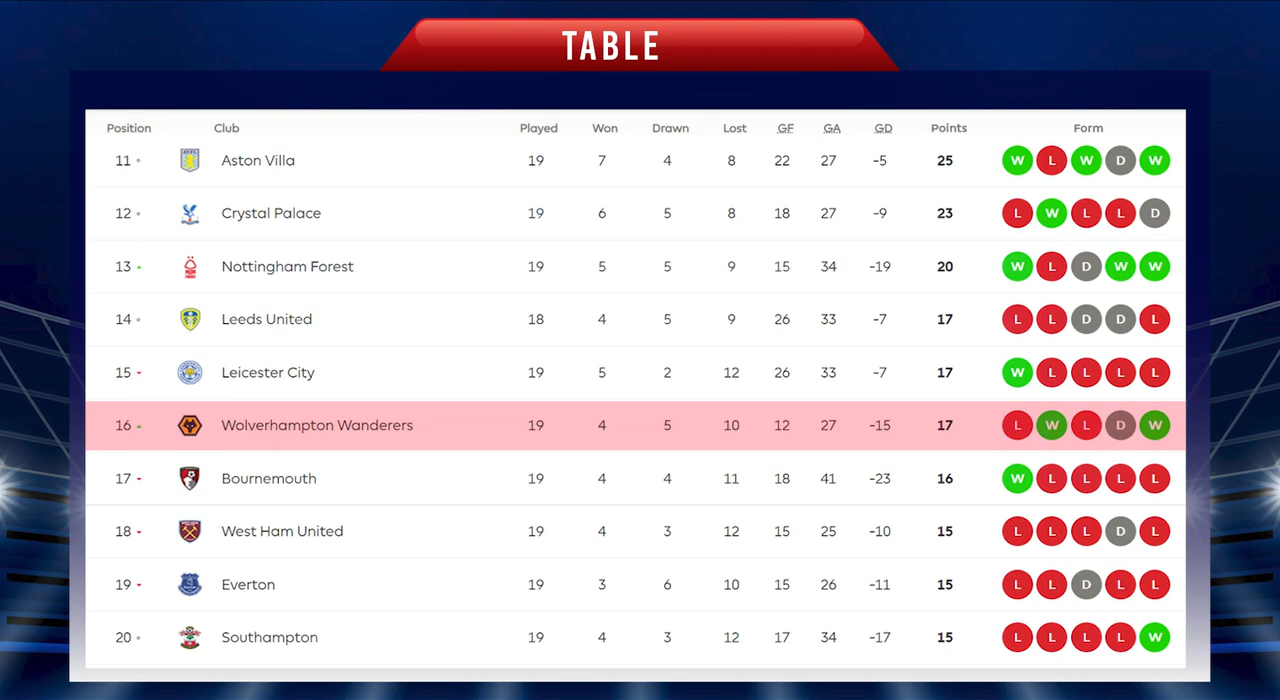 TABLE
Position Club Played Won Drawn Lost GF GA GD Points Form
11 Aston Villa 19 7 4 8 22 27 -5 25 W L W D W
12 Crystal Palace 19 6 5 8 18 27 -9 23 L W L L D
13 Nottingham Forest 19 5 5 9 15 34 -19 20 W L D W W
14 Leeds United 18 4 5 9 26 33 -7 17 L L D D L
15 Leicester City 19 5 2 12 26 33 -7 17 W L L L L
16 Wolverhampton Wanderers 19 4 5 10 12 27 -15 17 L W L D W
17 Bournemouth 19 4 4 11 18 41 -23 16 W L L L L
18 West Ham United 19 4 3 12 15 25 -10 15 L L L D L
19 Everton 19 3 6 10 15 26 -11 15 L L D L L
20 Southampton 19 4 3 12 17 34 -17 15 L L L L W